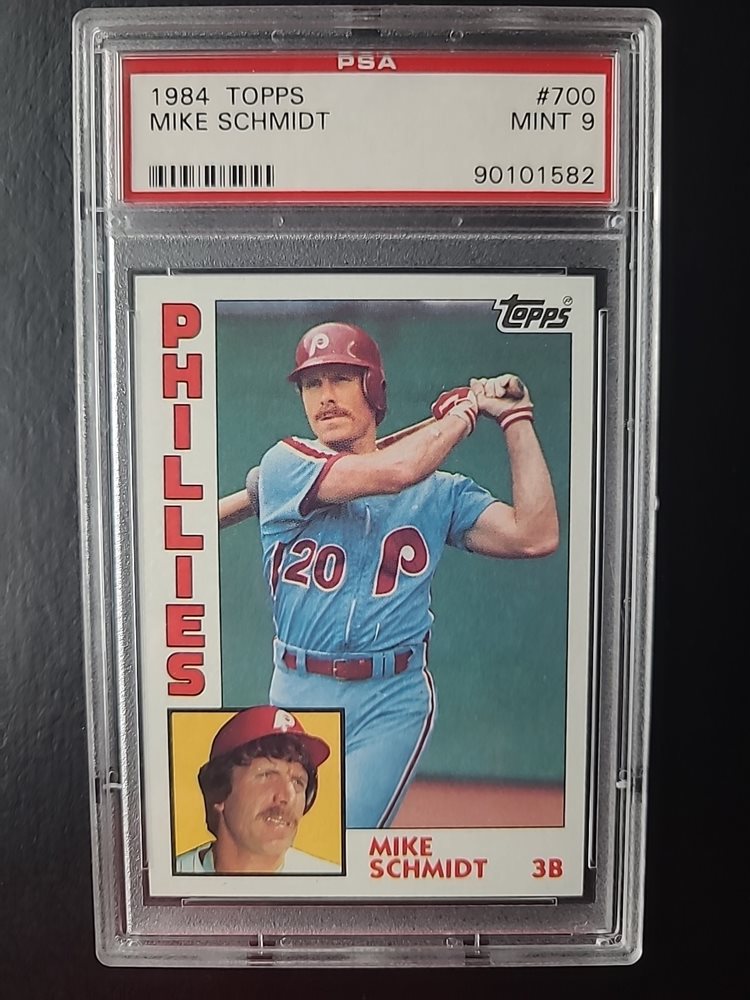 PSA
1984 TOPPS #700
MIKE SCHMIDT MINT 9
90101582
PHILLIES
Topps®
P
P
20 P
P
MIKE
SCHMIDT 3B